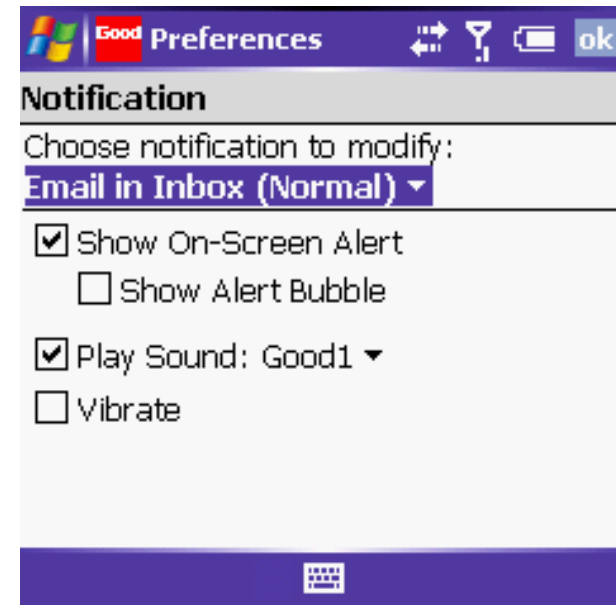 Good Preferences ok
Notification
Choose notification to modify:
Email in Inbox (Normal)
Show On-Screen Alert
Show Alert Bubble
Play Sound: Good1
Vibrate